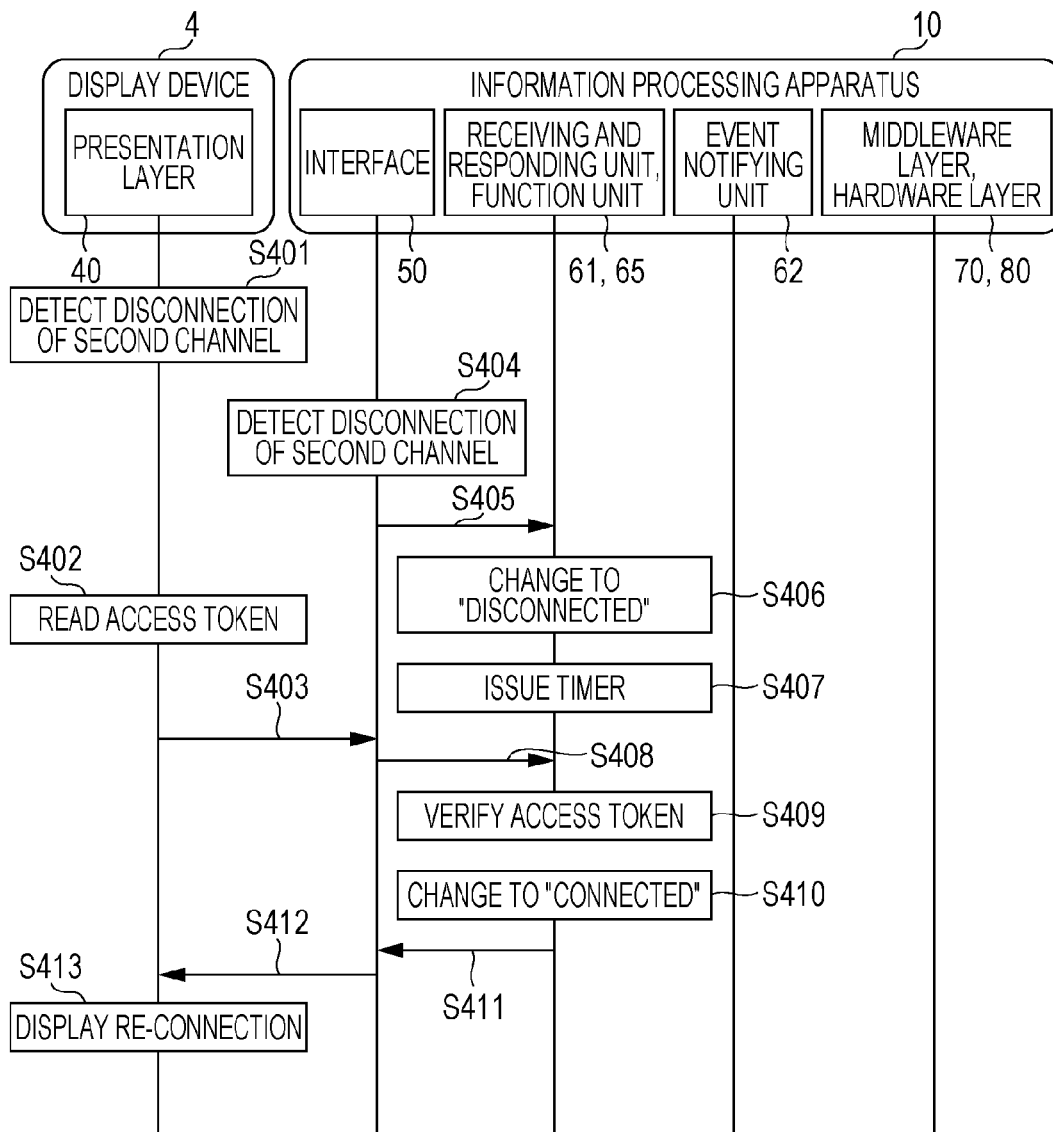 4
10
DISPLAY DEVICE
INFORMATION PROCESSING APPARATUS
PRESENTATION
LAYER
INTERFACE
RECEIVING AND
RESPONDING UNIT,
FUNCTION UNIT
EVENT
NOTIFYING
UNIT
MIDDLEWARE
LAYER,
HARDWARE LAYER
40
S401
50
61, 65
62
70, 80
DETECT DISCONNECTION
OF SECOND CHANNEL
S404
DETECT DISCONNECTION
OF SECOND CHANNEL
S405
S402
READ ACCESS TOKEN
CHANGE TO
"DISCONNECTED"
S406
ISSUE TIMER
S407
S403
S408
VERIFY ACCESS TOKEN
S409
CHANGE TO "CONNECTED"
S410
S412
S411
S413
DISPLAY RE-CONNECTION